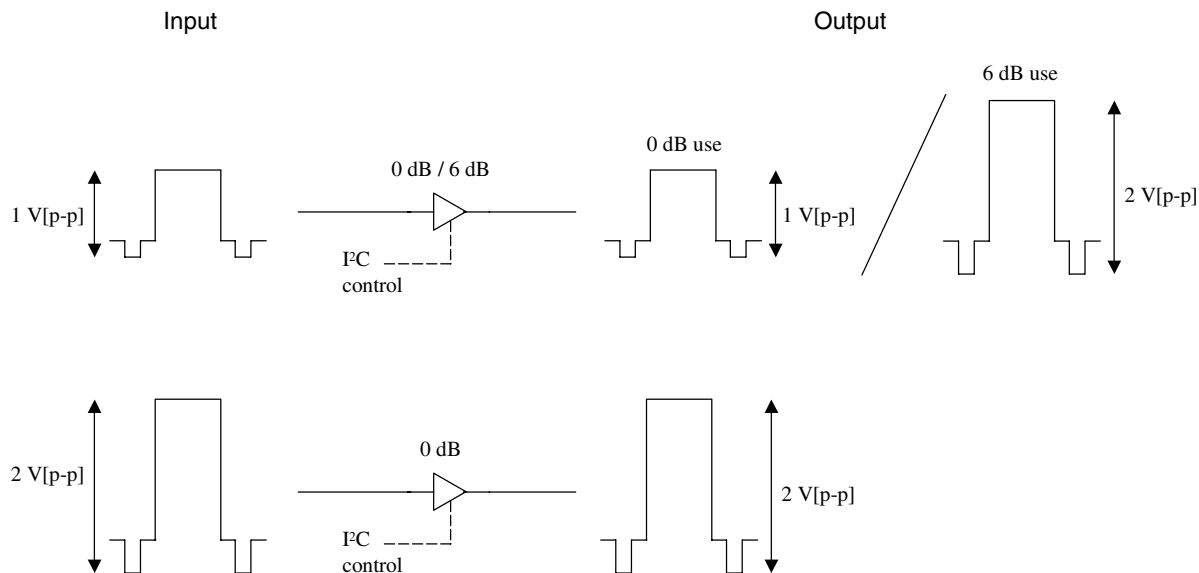 Input
Output
6 dB use
0 dB use
0 dB / 6 dB
1 V[p-p]
1 V[p-p]
2 V[p-p]
I²C
control
0 dB
2 V[p-p]
2 V[p-p]
I²C
control